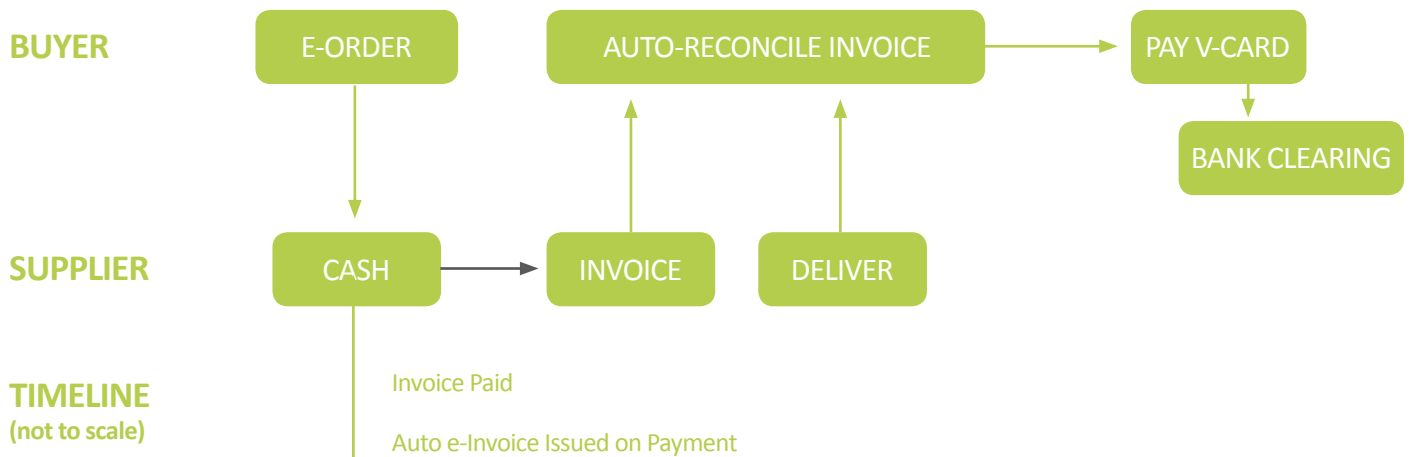 BUYER
E-ORDER
AUTO-RECONCILE INVOICE
PAY V-CARD
BANK CLEARING
SUPPLIER
CASH
INVOICE
DELIVER
TIMELINE
(not to scale)
Invoice Paid
Auto e-Invoice Issued on Payment